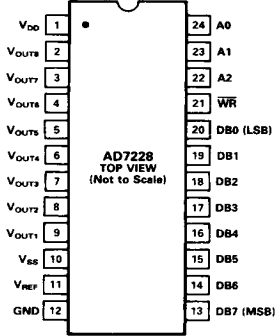 VDD 1 24 A0
VOUT8 2 23 A1
VOUT7 3 22 A2
VOUT6 4 21 WR
VOUT5 5 20 DB0 (LSB)
VOUT4 6 19 DB1
VOUT3 7 18 DB2
VOUT2 8 17 DB3
VOUT1 9 16 DB4
VSS 10 15 DB5
VREF 11 14 DB6
GND 12 13 DB7 (MSB)
AD7228
TOP VIEW
(Not to Scale)